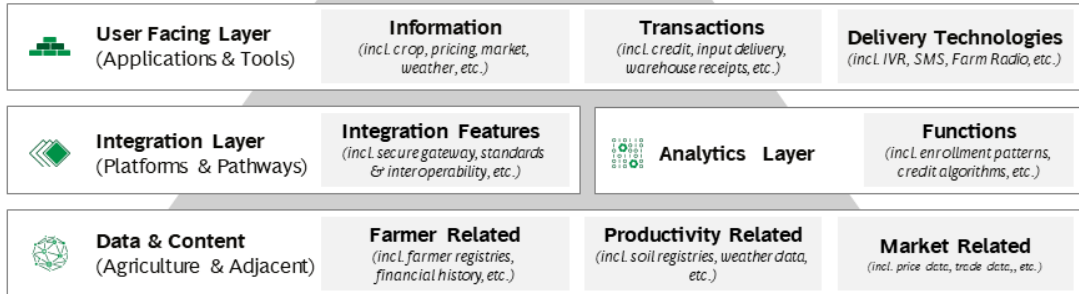 User Facing Layer
(Applications & Tools)
Information
(incl. crop, pricing, market,
weather, etc.)
Transactions
(incl. credit, input delivery,
warehouse receipts, etc.)
Delivery Technologies
(incl. IVR, SMS, Farm Radio, etc.)
Integration Layer
(Platforms & Pathways)
Integration Features
(incl. secure gateway, standards
& interoperability, etc.)
Analytics Layer
Functions
(incl. enrollment patterns,
credit algorithms, etc.)
Data & Content
(Agriculture & Adjacent)
Farmer Related
(incl. farmer registries,
financial history, etc.)
Productivity Related
(incl. soil registries, weather data,
etc.)
Market Related
(incl. price data, trade data,, etc.)